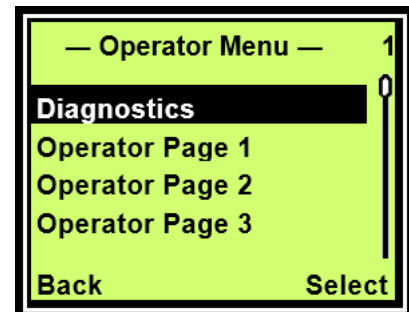 — Operator Menu — 1
Diagnostics
Operator Page 1
Operator Page 2
Operator Page 3
Back Select